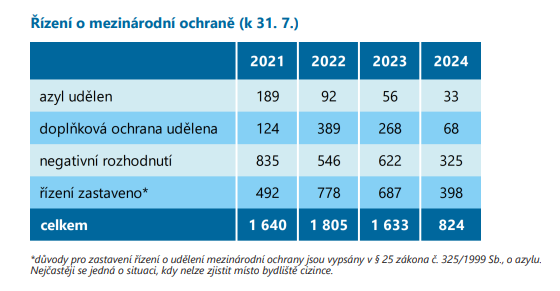 Řízení o mezinárodní ochraně (k 31. 7.)
2021 2022 2023 2024
azyl udělen 189 92 56 33
doplňková ochrana udělena 124 389 268 68
negativní rozhodnutí 835 546 622 325
řízení zastaveno* 492 778 687 398
celkem 1 640 1 805 1 633 824
*důvody pro zastavení řízení o udělení mezinárodní ochrany jsou vypsány v § 25 zákona č. 325/1999 Sb., o azylu.
Nejčastěji se jedná o situaci, kdy nelze zjistit místo bydliště cizince.